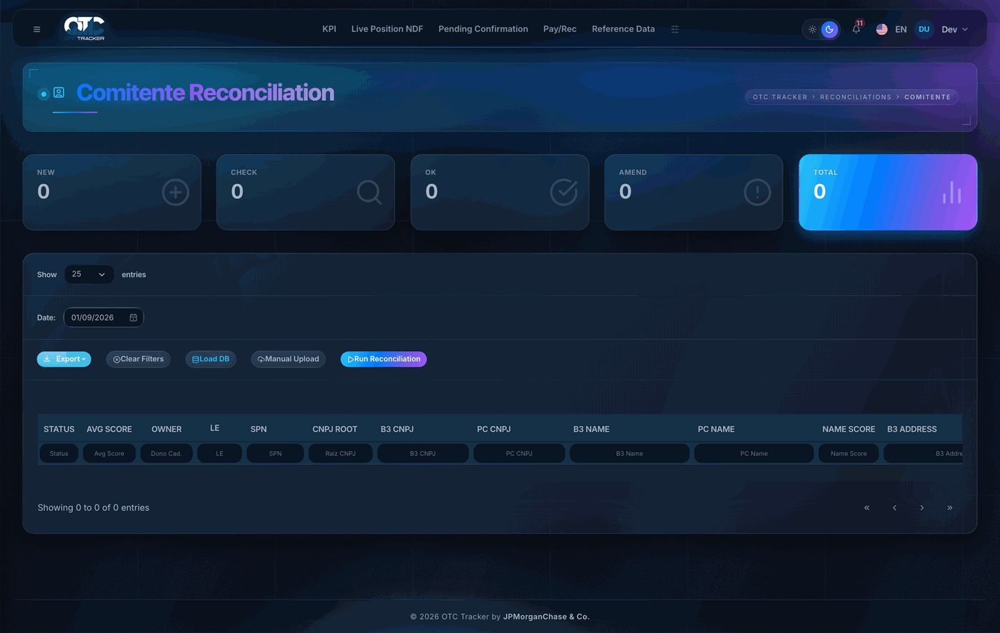 OTC
OTC TRACKER
KPI Live Position NDF Pending Confirmation Pay/Rec Reference Data
11
EN DU Dev
Comitente Reconciliation
OTC TRACKER › RECONCILIATIONS › COMITENTE
NEW CHECK OK AMEND TOTAL
0 0 0 0 0
Show 25 entries
Date: 01/09/2026
Export Clear Filters Load DB Manual Upload Run Reconciliation
STATUS AVG SCORE OWNER LE SPN CNPJ ROOT B3 CNPJ PC CNPJ B3 NAME PC NAME NAME SCORE B3 ADDRESS
Status Avg Score Dono Cad. LE SPN Raiz CNPJ B3 CNPJ PC CNPJ B3 Name PC Name Name Score B3 Addre
Showing 0 to 0 of 0 entries
« ‹ › »
© 2026 OTC Tracker by JPMorganChase & Co.